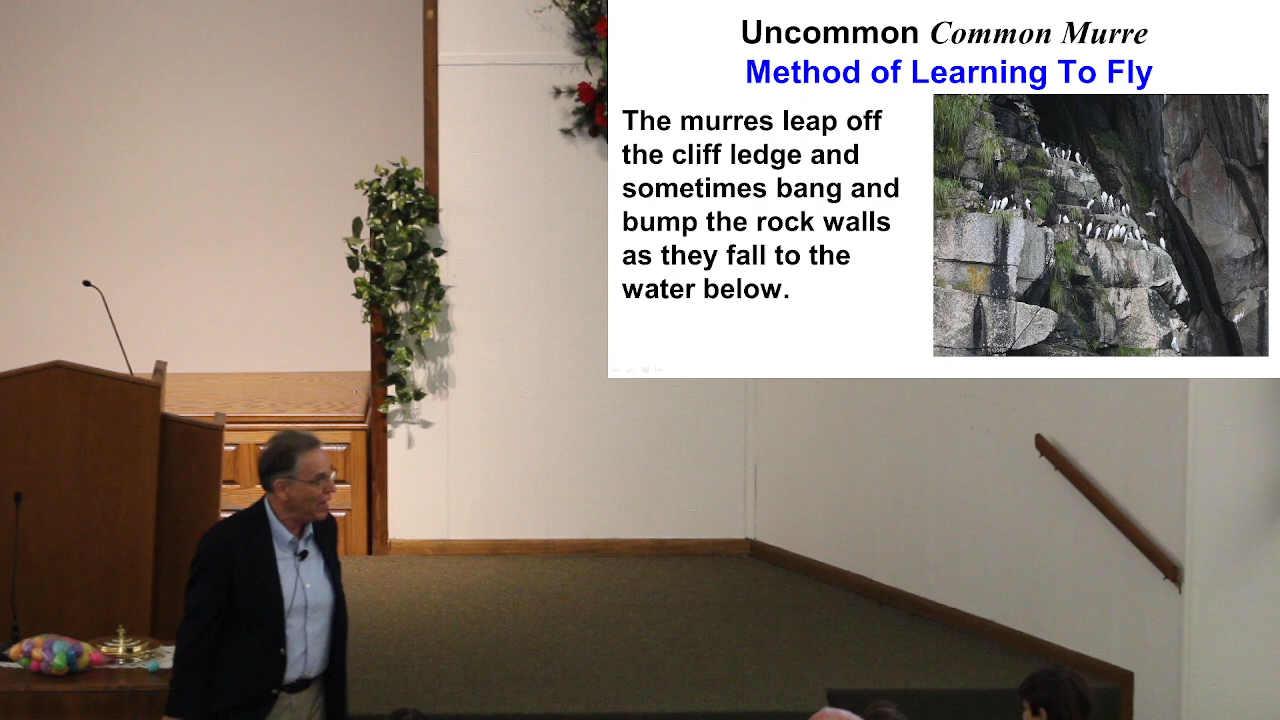 Uncommon Common Murre
Method of Learning To Fly
The murres leap off
the cliff ledge and
sometimes bang and
bump the rock walls
as they fall to the
water below.